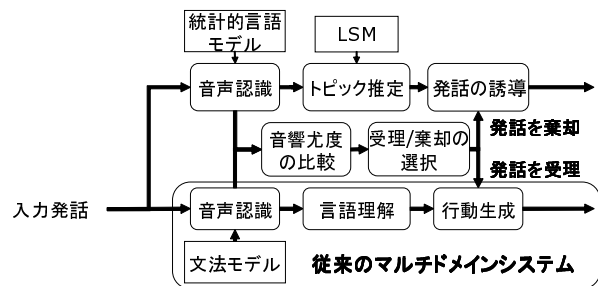 統計的言語
モデル
LSM
音声認識
トピック推定
発話の誘導
音響尤度
の比較
受理/棄却の
選択
発話を棄却
発話を受理
入力発話
音声認識
言語理解
行動生成
文法モデル
従来のマルチドメインシステム